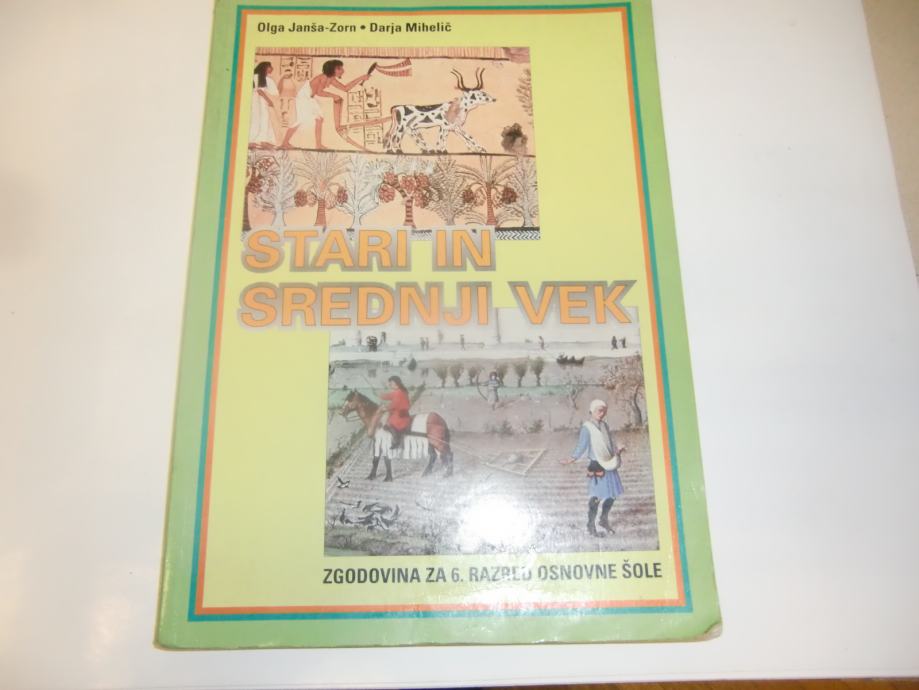 Olga Janša-Zorn • Darja Mihelič
STARI IN
SREDNJI VEK
ZGODOVINA ZA 6. RAZRED OSNOVNE ŠOLE